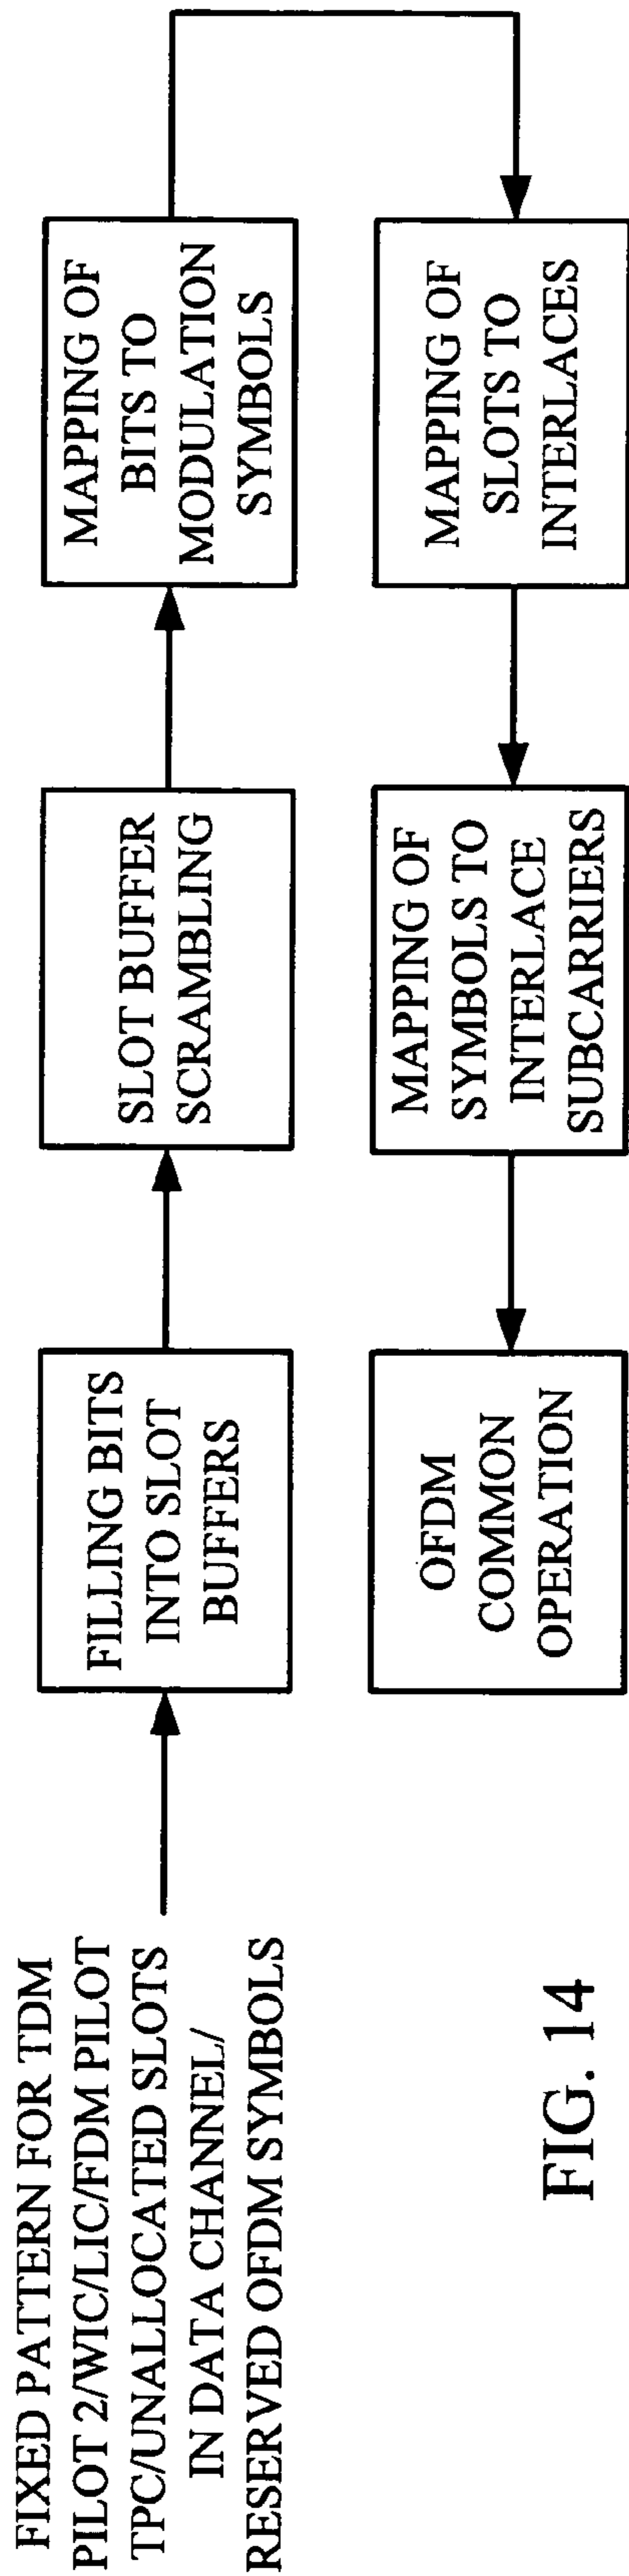 FIXED PATTERN FOR TDM
PILOT 2/WIC/LIC/FDM PILOT
TPC/UNALLOCATED SLOTS
IN DATA CHANNEL/
RESERVED OFDM SYMBOLS
FILLING BITS
INTO SLOT
BUFFERS
SLOT BUFFER
SCRAMBLING
MAPPING OF
BITS TO
MODULATION
SYMBOLS
MAPPING OF
SLOTS TO
INTERLACES
MAPPING OF
SYMBOLS TO
INTERLACE
SUBCARRIERS
OFDM
COMMON
OPERATION
FIG. 14